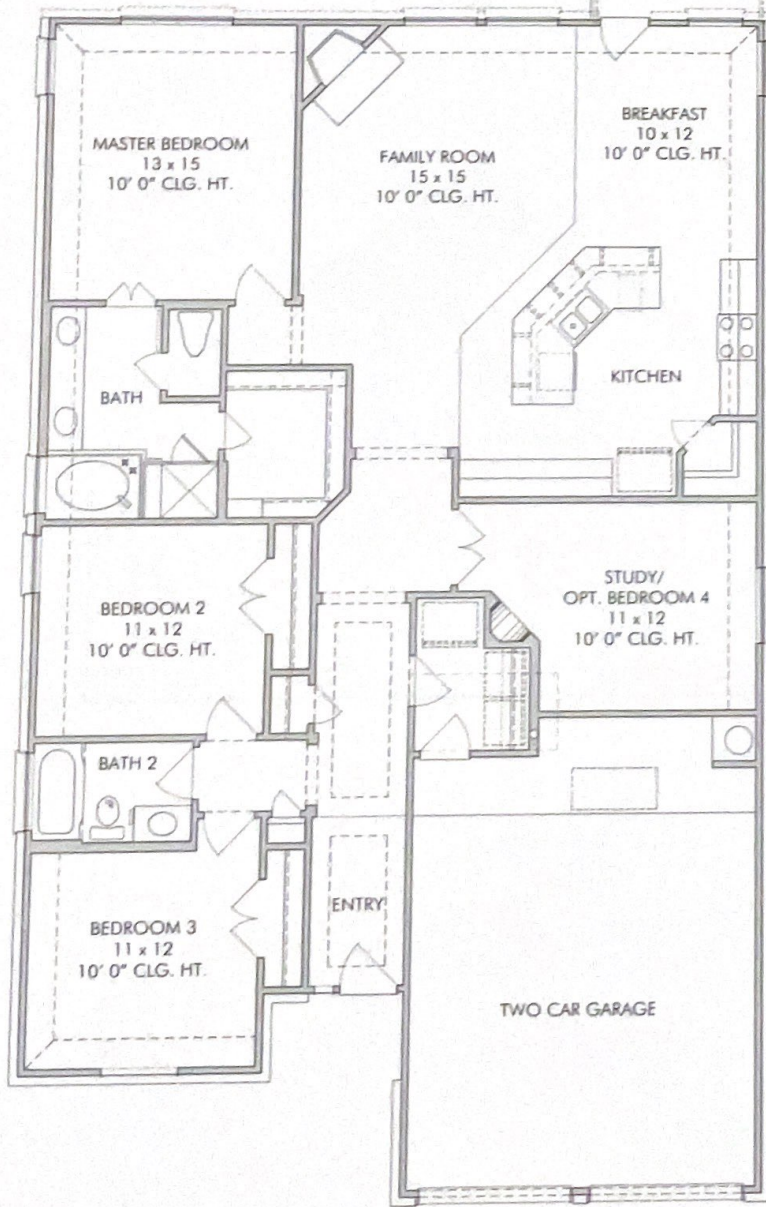 MASTER BEDROOM
13 x 15
10' 0" CLG. HT.
FAMILY ROOM
15 x 15
10' 0" CLG. HT.
BREAKFAST
10 x 12
10' 0" CLG. HT.
KITCHEN
BATH
BEDROOM 2
11 x 12
10' 0" CLG. HT.
STUDY/
OPT. BEDROOM 4
11 x 12
10' 0" CLG. HT.
BATH 2
ENTRY
BEDROOM 3
11 x 12
10' 0" CLG. HT.
TWO CAR GARAGE